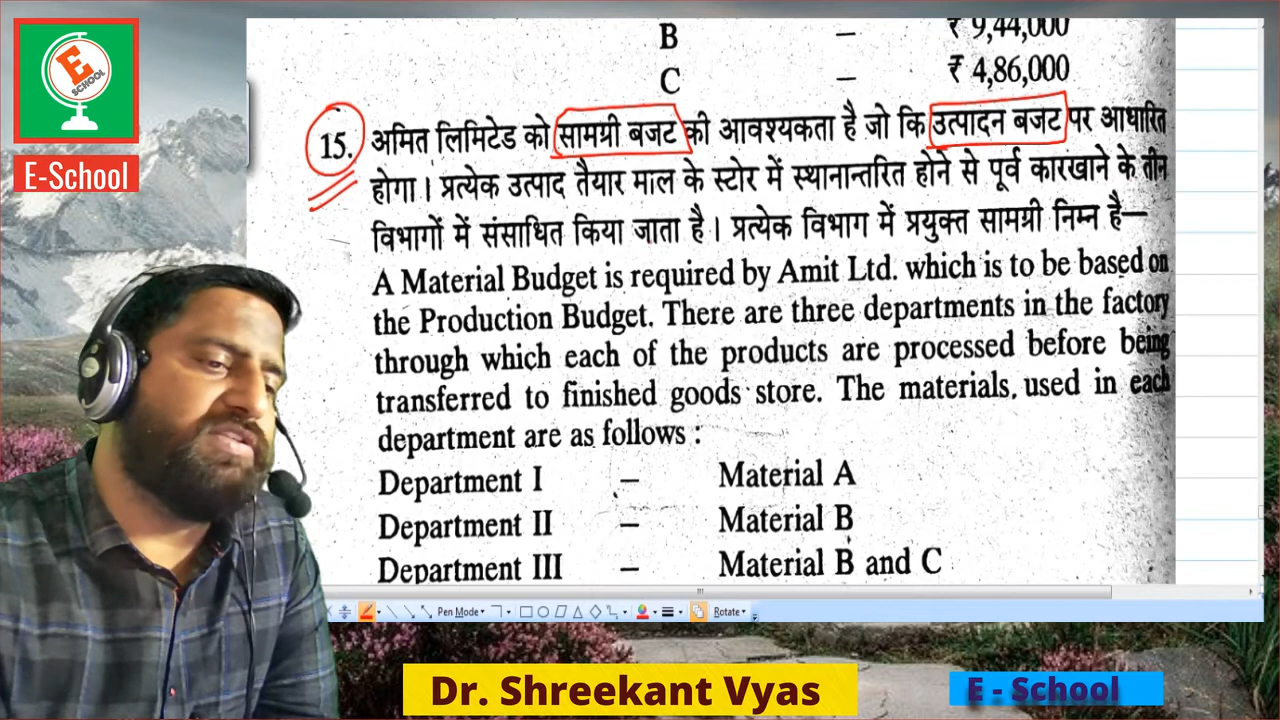 E
SCHOOL
E-School
B – ₹ 9,44,000
C – ₹ 4,86,000
15. अमित लिमिटेड को सामग्री बजट की आवश्यकता है जो कि उत्पादन बजट पर आधारित
होगा। प्रत्येक उत्पाद तैयार माल के स्टोर में स्थानान्तरित होने से पूर्व कारखाने के तीन
विभागों में संसाधित किया जाता है। प्रत्येक विभाग में प्रयुक्त सामग्री निम्न है—
A Material Budget is required by Amit Ltd. which is to be based on
the Production Budget. There are three departments in the factory
through which each of the products are processed before being
transferred to finished goods store. The materials used in each
department are as follows :
Department I – Material A
Department II – Material B
Department III – Material B and C
Pen Mode
Rotate
Dr. Shreekant Vyas
E - School